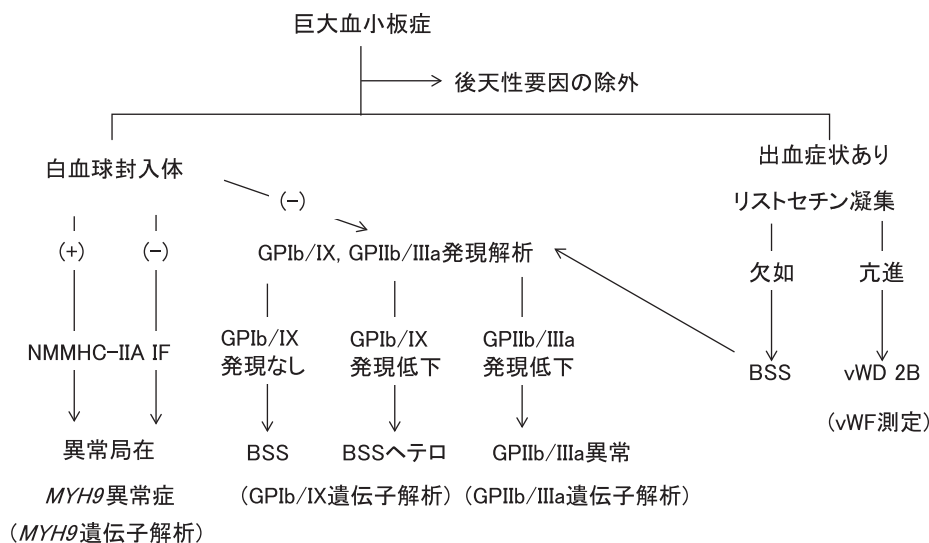 巨大血小板症
後天性要因の除外
白血球封入体
出血症状あり
リストセチン凝集
(-)
(+)
(-)
GPIb/IX, GPIIb/IIIa発現解析
欠如
亢進
NMMHC-IIA IF
GPIb/IX
発現なし
GPIb/IX
発現低下
GPIIb/IIIa
発現低下
BSS
vWD 2B
(vWF測定)
異常局在
BSS
BSSヘテロ
GPIIb/IIIa異常
MYH9異常症
(MYH9遺伝子解析)
(GPIb/IX遺伝子解析)
(GPIIb/IIIa遺伝子解析)